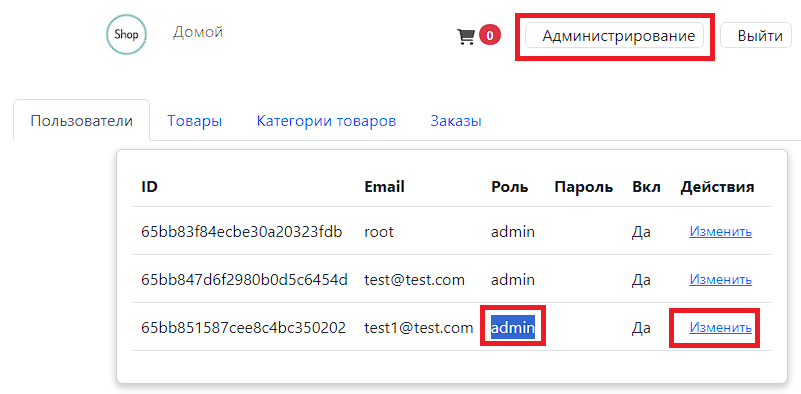 Shop Домой 0 Администрирование Выйти
Пользователи Товары Категории товаров Заказы
ID Email Роль Пароль Вкл Действия
65bb83f84ecbe30a20323fdb root admin Да Изменить
65bb847d6f2980b0d5c6454d test@test.com admin Да Изменить
65bb851587cee8c4bc350202 test1@test.com admin Да Изменить